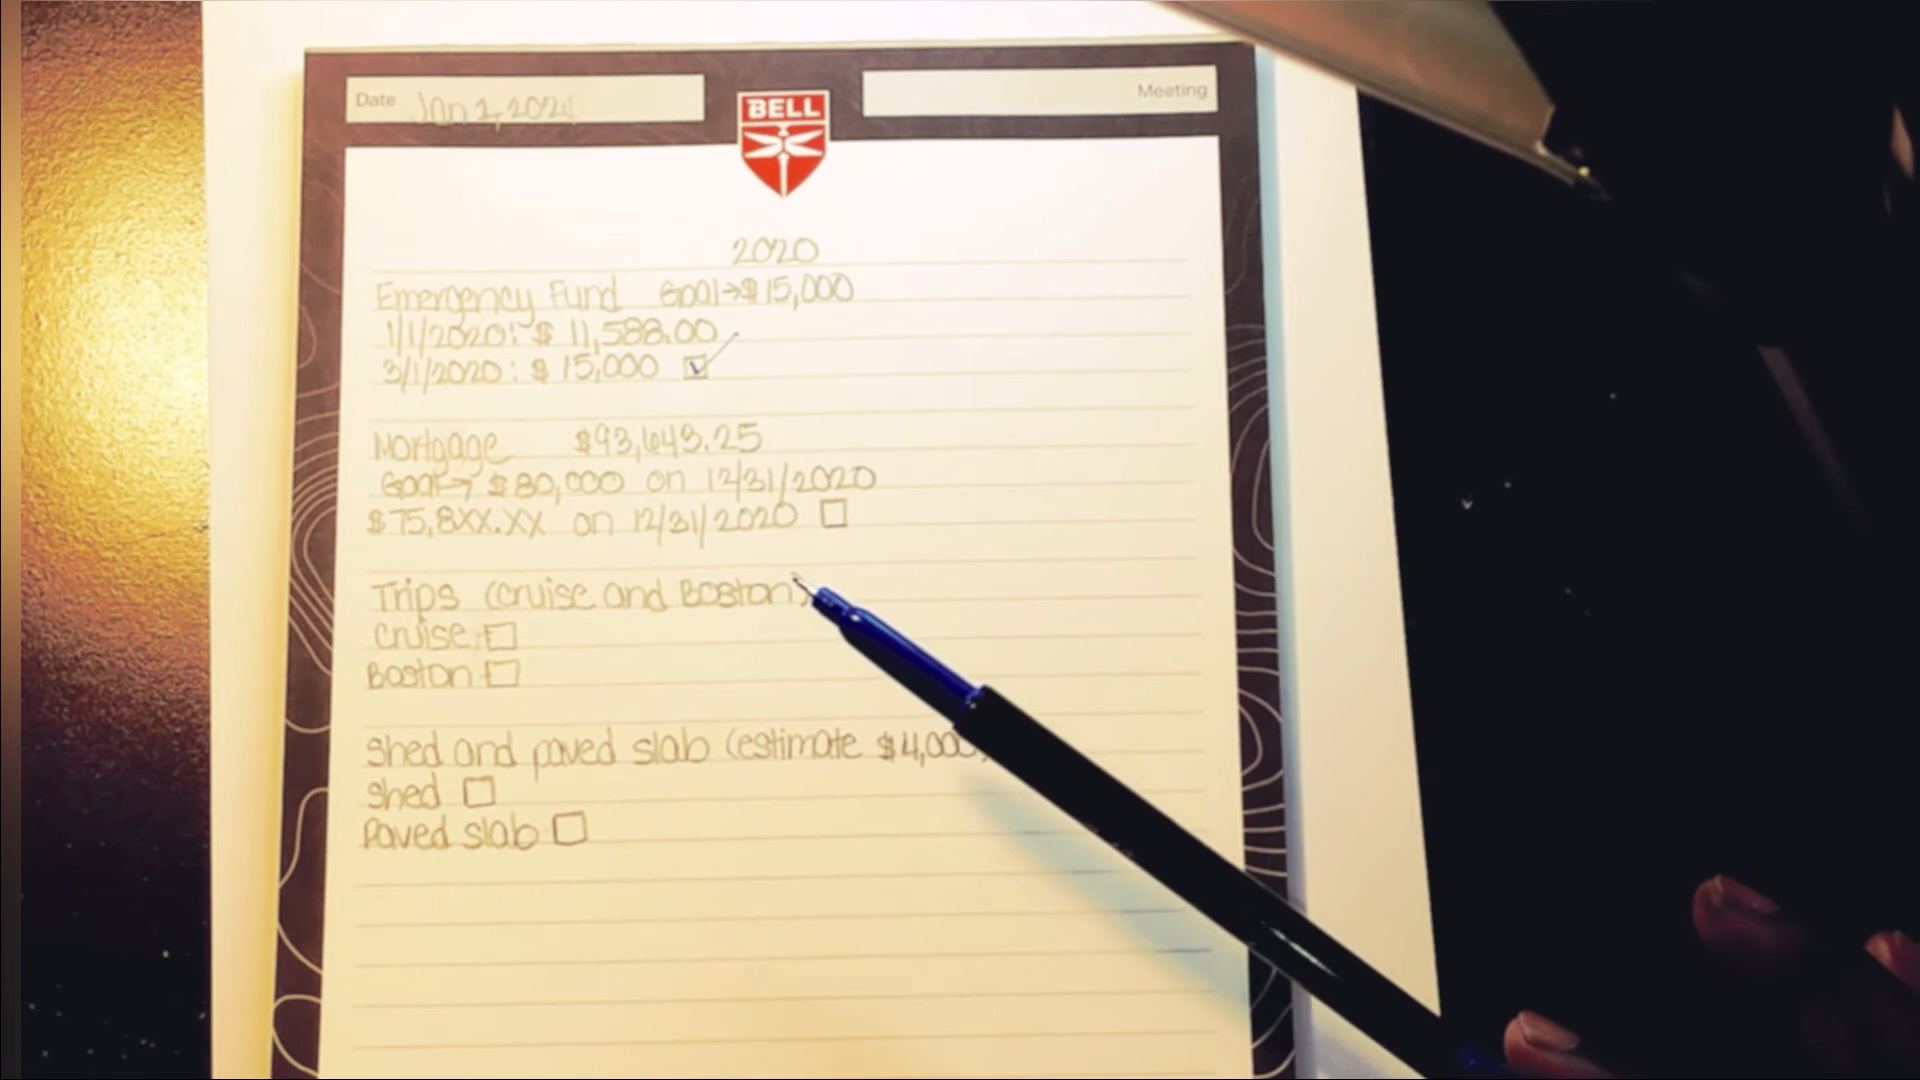 Date Jan 1, 2020
Meeting
BELL
2020
Emergency Fund Goal→$15,000
1/1/2020: $11,588.00
3/1/2020: $15,000
Mortgage $93,643.25
Goal→ $80,000 on 12/31/2020
$75,8XX.XX on 12/31/2020
Trips (Cruise and Boston)
Cruise
Boston
Shed and paved slab (estimate $4,000)
Shed
Paved slab